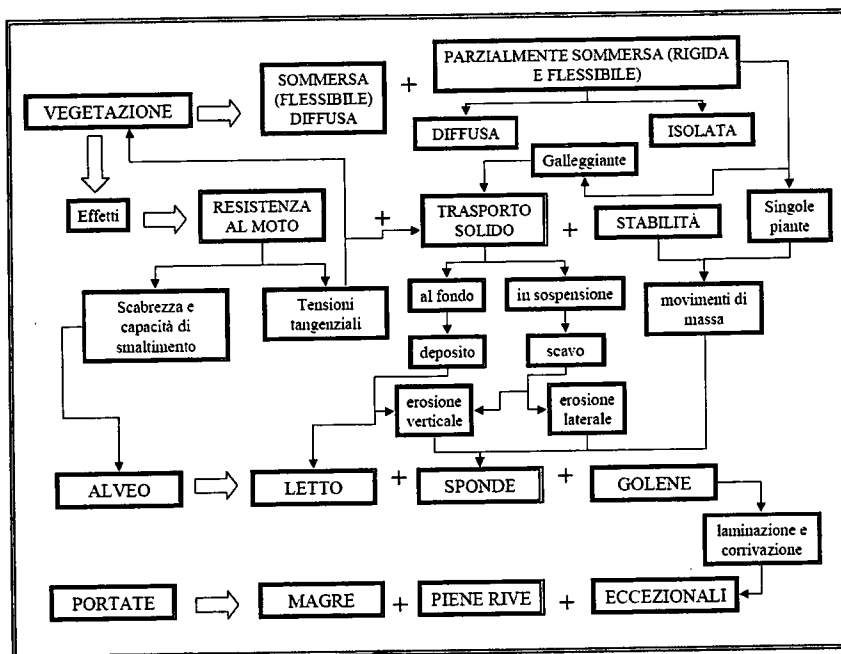 VEGETAZIONE
SOMMERSA
(FLESSIBILE)
DIFFUSA
+
PARZIALMENTE SOMMERSA (RIGIDA
E FLESSIBILE)
DIFFUSA
ISOLATA
Galleggiante
Effetti
RESISTENZA
AL MOTO
+
TRASPORTO
SOLIDO
+
STABILITÀ
Singole
piante
Scabrezza e
capacità di
smaltimento
Tensioni
tangenziali
al fondo
in sospensione
movimenti di
massa
deposito
scavo
erosione
verticale
erosione
laterale
ALVEO
LETTO
+
SPONDE
+
GOLENE
laminazione e
corrivazione
PORTATE
MAGRE
+
PIENE RIVE
+
ECCEZIONALI